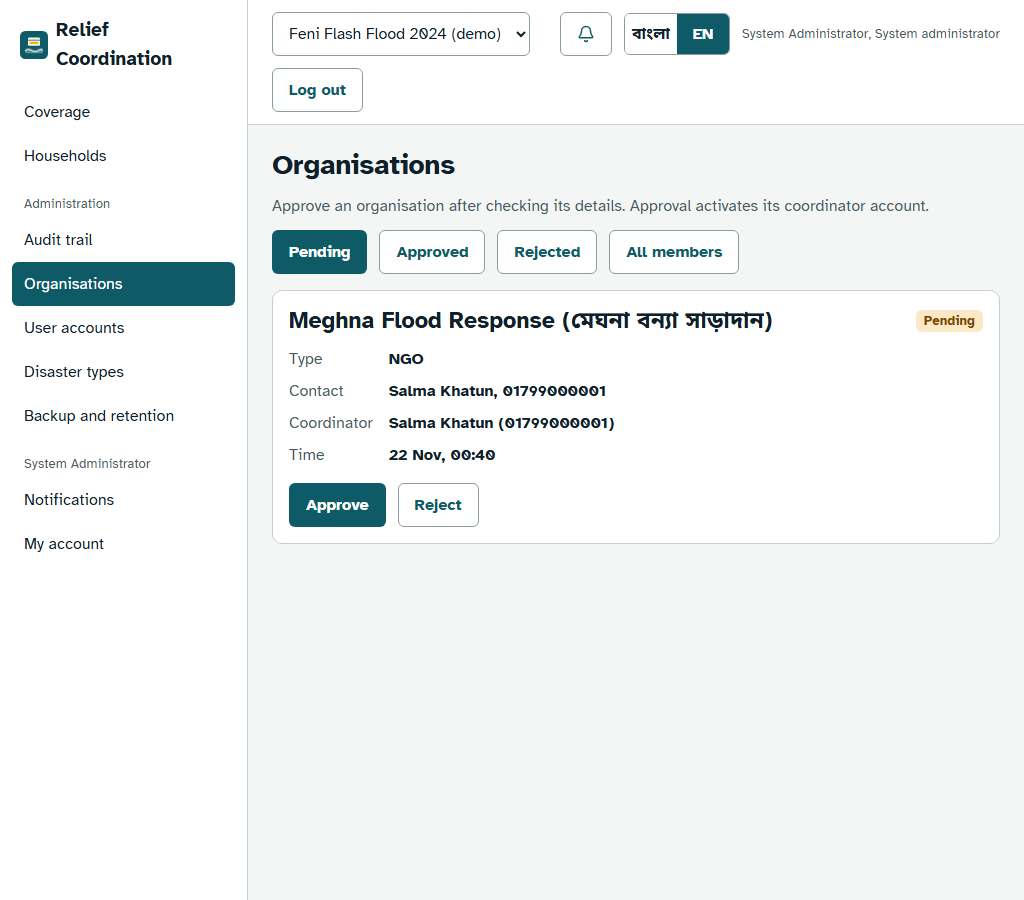 Relief
Coordination
Coverage
Households
Administration
Audit trail
Organisations
User accounts
Disaster types
Backup and retention
System Administrator
Notifications
My account
Feni Flash Flood 2024 (demo)
বাংলা EN
System Administrator, System administrator
Log out
Organisations
Approve an organisation after checking its details. Approval activates its coordinator account.
Pending Approved Rejected All members
Meghna Flood Response (মেঘনা বন্যা সাড়াদান) Pending
Type NGO
Contact Salma Khatun, 01799000001
Coordinator Salma Khatun (01799000001)
Time 22 Nov, 00:40
Approve Reject